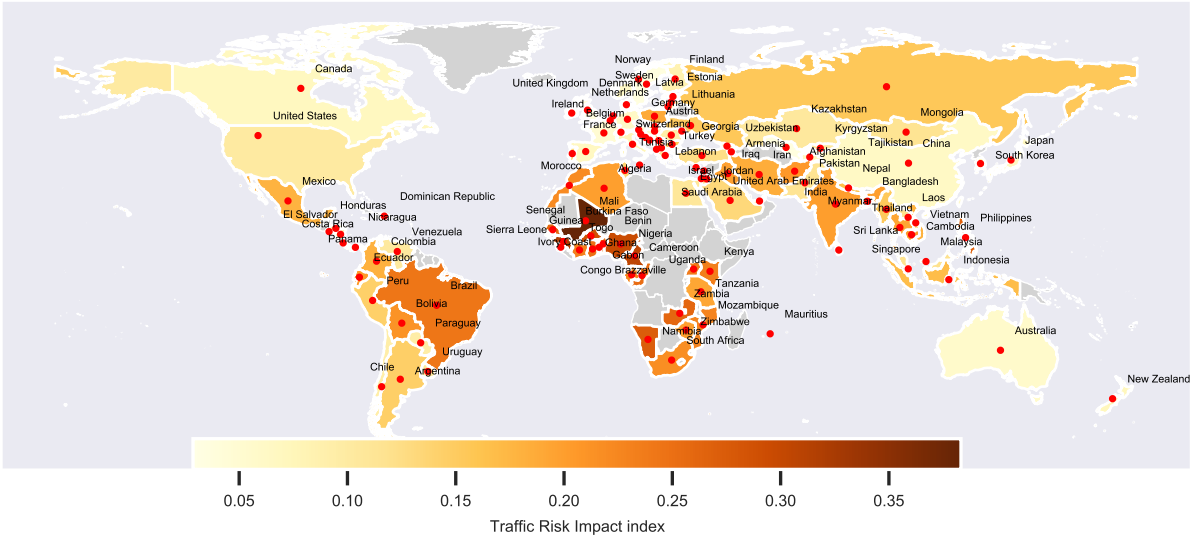 Canada
United States
Mexico
Dominican Republic
Honduras
El Salvador
Nicaragua
Costa Rica
Panama
Venezuela
Colombia
Ecuador
Peru
Brazil
Bolivia
Paraguay
Uruguay
Chile
Argentina
Norway
Finland
Sweden
Estonia
United Kingdom
Denmark
Latvia
Netherlands
Lithuania
Ireland
Germany
Belgium
Austria
France
Switzerland
Georgia
Turkey
Tunisia
Lebanon
Morocco
Algeria
Israel
Jordan
Egypt
Iraq
Iran
Armenia
Uzbekistan
Kazakhstan
Mongolia
Kyrgyzstan
Tajikistan
China
Japan
South Korea
Afghanistan
Pakistan
Nepal
United Arab Emirates
Bangladesh
Saudi Arabia
India
Myanmar
Laos
Thailand
Vietnam
Philippines
Sri Lanka
Cambodia
Malaysia
Singapore
Indonesia
Mali
Senegal
Burkina Faso
Guinea
Benin
Sierra Leone
Togo
Nigeria
Ivory Coast
Ghana
Cameroon
Gabon
Kenya
Uganda
Congo Brazzaville
Tanzania
Zambia
Mozambique
Mauritius
Zimbabwe
Namibia
South Africa
Australia
New Zealand
0.05 0.10 0.15 0.20 0.25 0.30 0.35
Traffic Risk Impact index